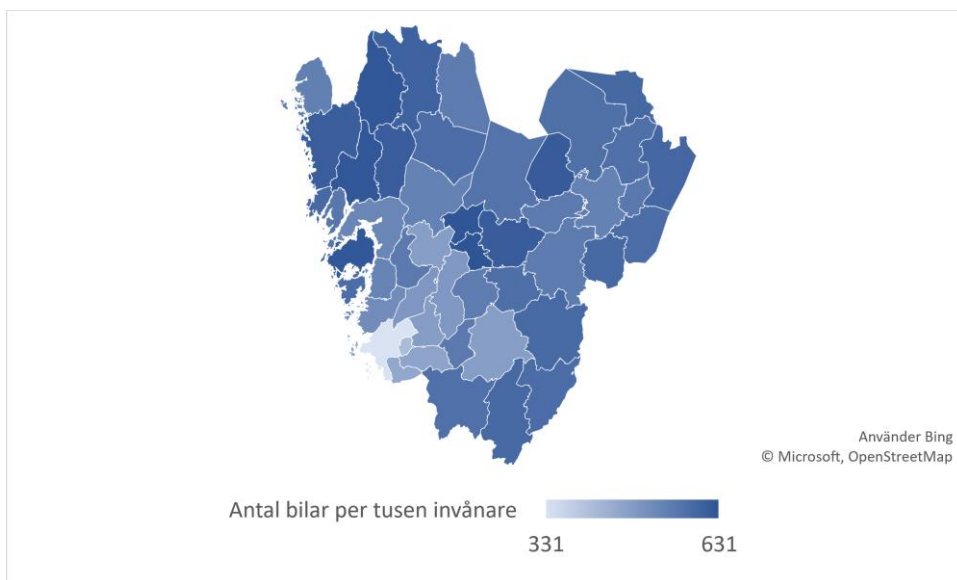 Använder Bing
© Microsoft, OpenStreetMap
Antal bilar per tusen invånare
331 631